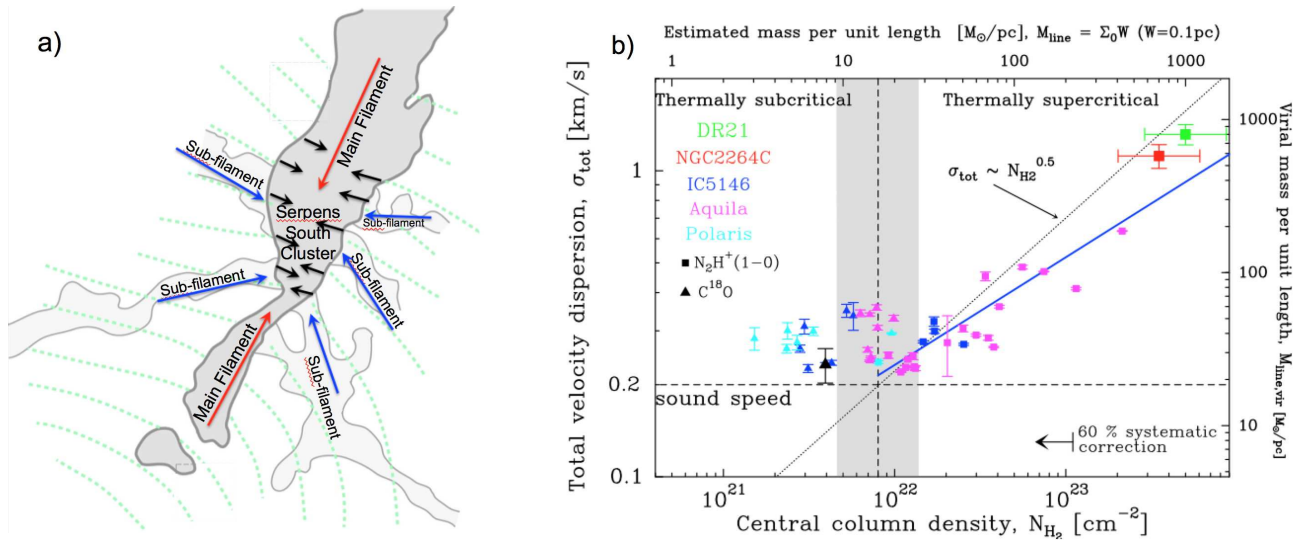 a)
Main Filament
Sub-filament
Serpens
South
Cluster
Sub-filament
Sub-filament
Sub-filament
Sub-filament
Main Filament
b)
Estimated mass per unit length [M⊙/pc], Mline = Σ0W (W=0.1pc)
1 10 100 1000
Thermally subcritical
Thermally supercritical
DR21
NGC2264C
IC5146
Aquila
Polaris
N2H+(1-0)
C18O
σtot ~ NH2 0.5
sound speed
60 % systematic
correction
Total velocity dispersion, σtot [km/s]
1
0.2
0.1
Virial mass per unit length, Mline,vir [M⊙/pc]
1000
100
10
10^21 10^22 10^23
Central column density, NH2 [cm−2]